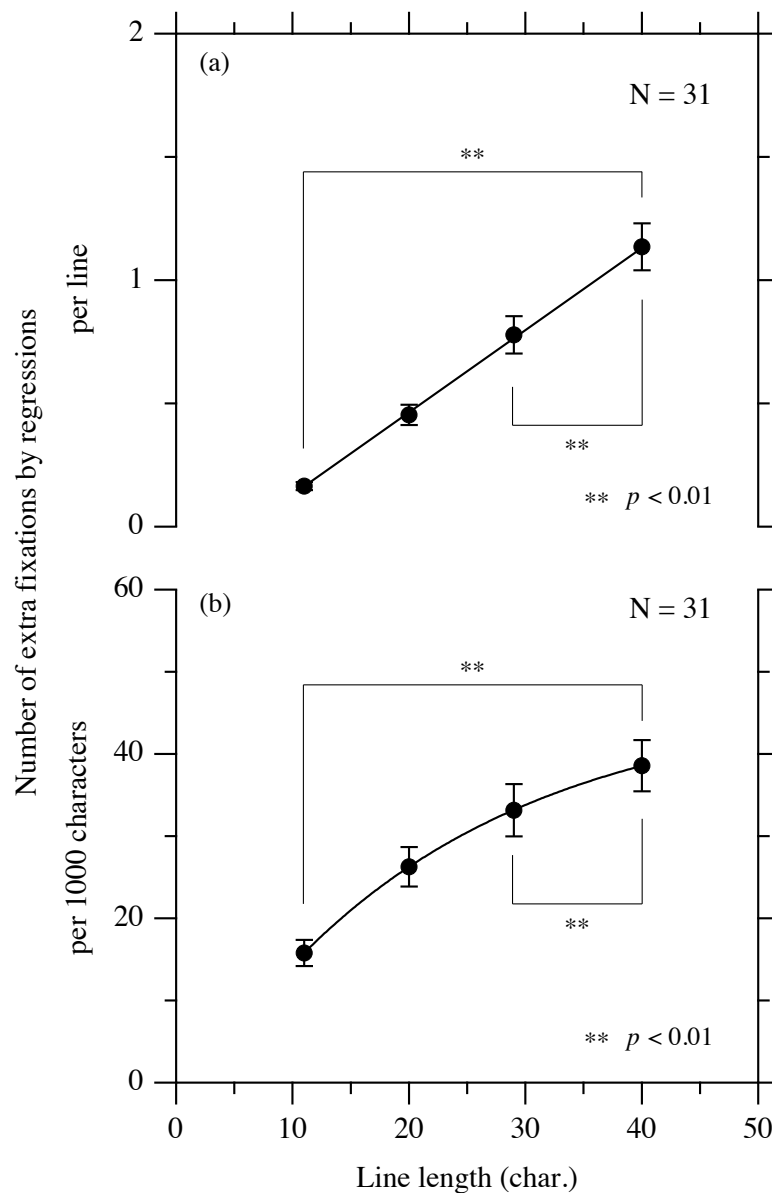 Number of extra fixations by regressions
per line
2
1
0
(a)
N = 31
**
**
** p < 0.01
per 1000 characters
60
40
20
0
(b)
N = 31
**
**
** p < 0.01
0 10 20 30 40 50
Line length (char.)